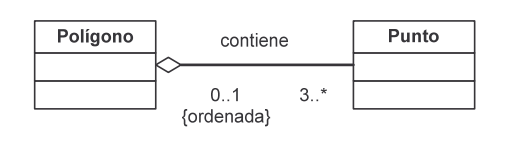 Polígono
contiene
Punto
0..1
3..*
{ordenada}